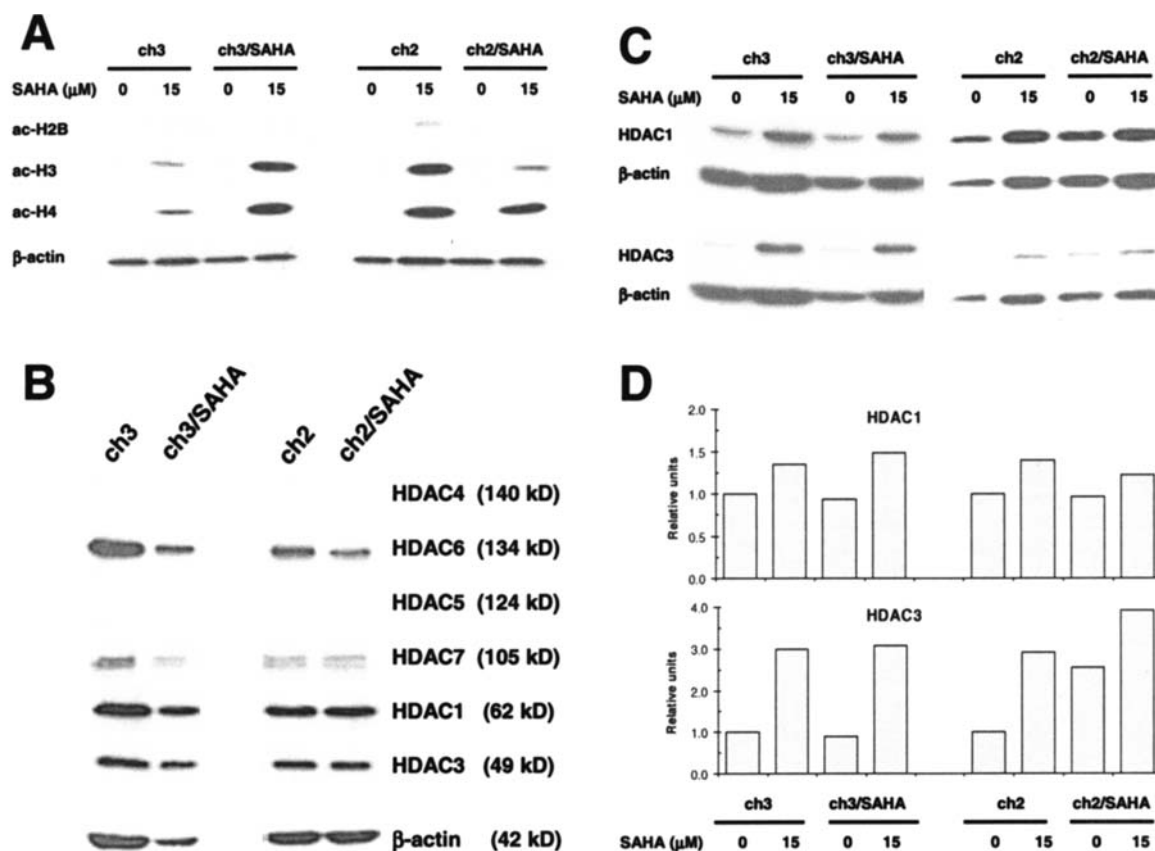 A
ch3 ch3/SAHA ch2 ch2/SAHA
SAHA (μM) 0 15 0 15 0 15 0 15
ac-H2B
ac-H3
ac-H4
β-actin
B
ch3 ch3/SAHA ch2 ch2/SAHA
HDAC4 (140 kD)
HDAC6 (134 kD)
HDAC5 (124 kD)
HDAC7 (105 kD)
HDAC1 (62 kD)
HDAC3 (49 kD)
β-actin (42 kD)
C
ch3 ch3/SAHA ch2 ch2/SAHA
SAHA (μM) 0 15 0 15 0 15 0 15
HDAC1
β-actin
HDAC3
β-actin
D
HDAC1
Relative units
2.0
1.5
1.0
0.5
0.0
HDAC3
Relative units
4.0
3.0
2.0
1.0
0.0
ch3 ch3/SAHA ch2 ch2/SAHA
SAHA (μM) 0 15 0 15 0 15 0 15